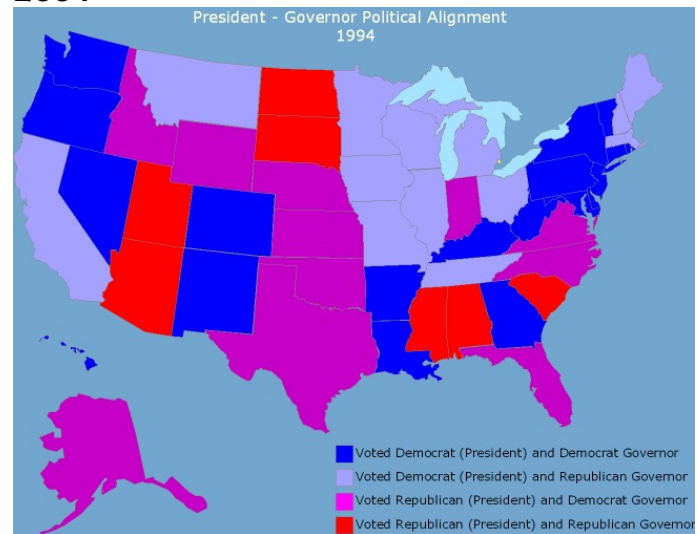 President - Governor Political Alignment
1994
Voted Democrat (President) and Democrat Governor
Voted Democrat (President) and Republican Governor
Voted Republican (President) and Democrat Governor
Voted Republican (President) and Republican Governor